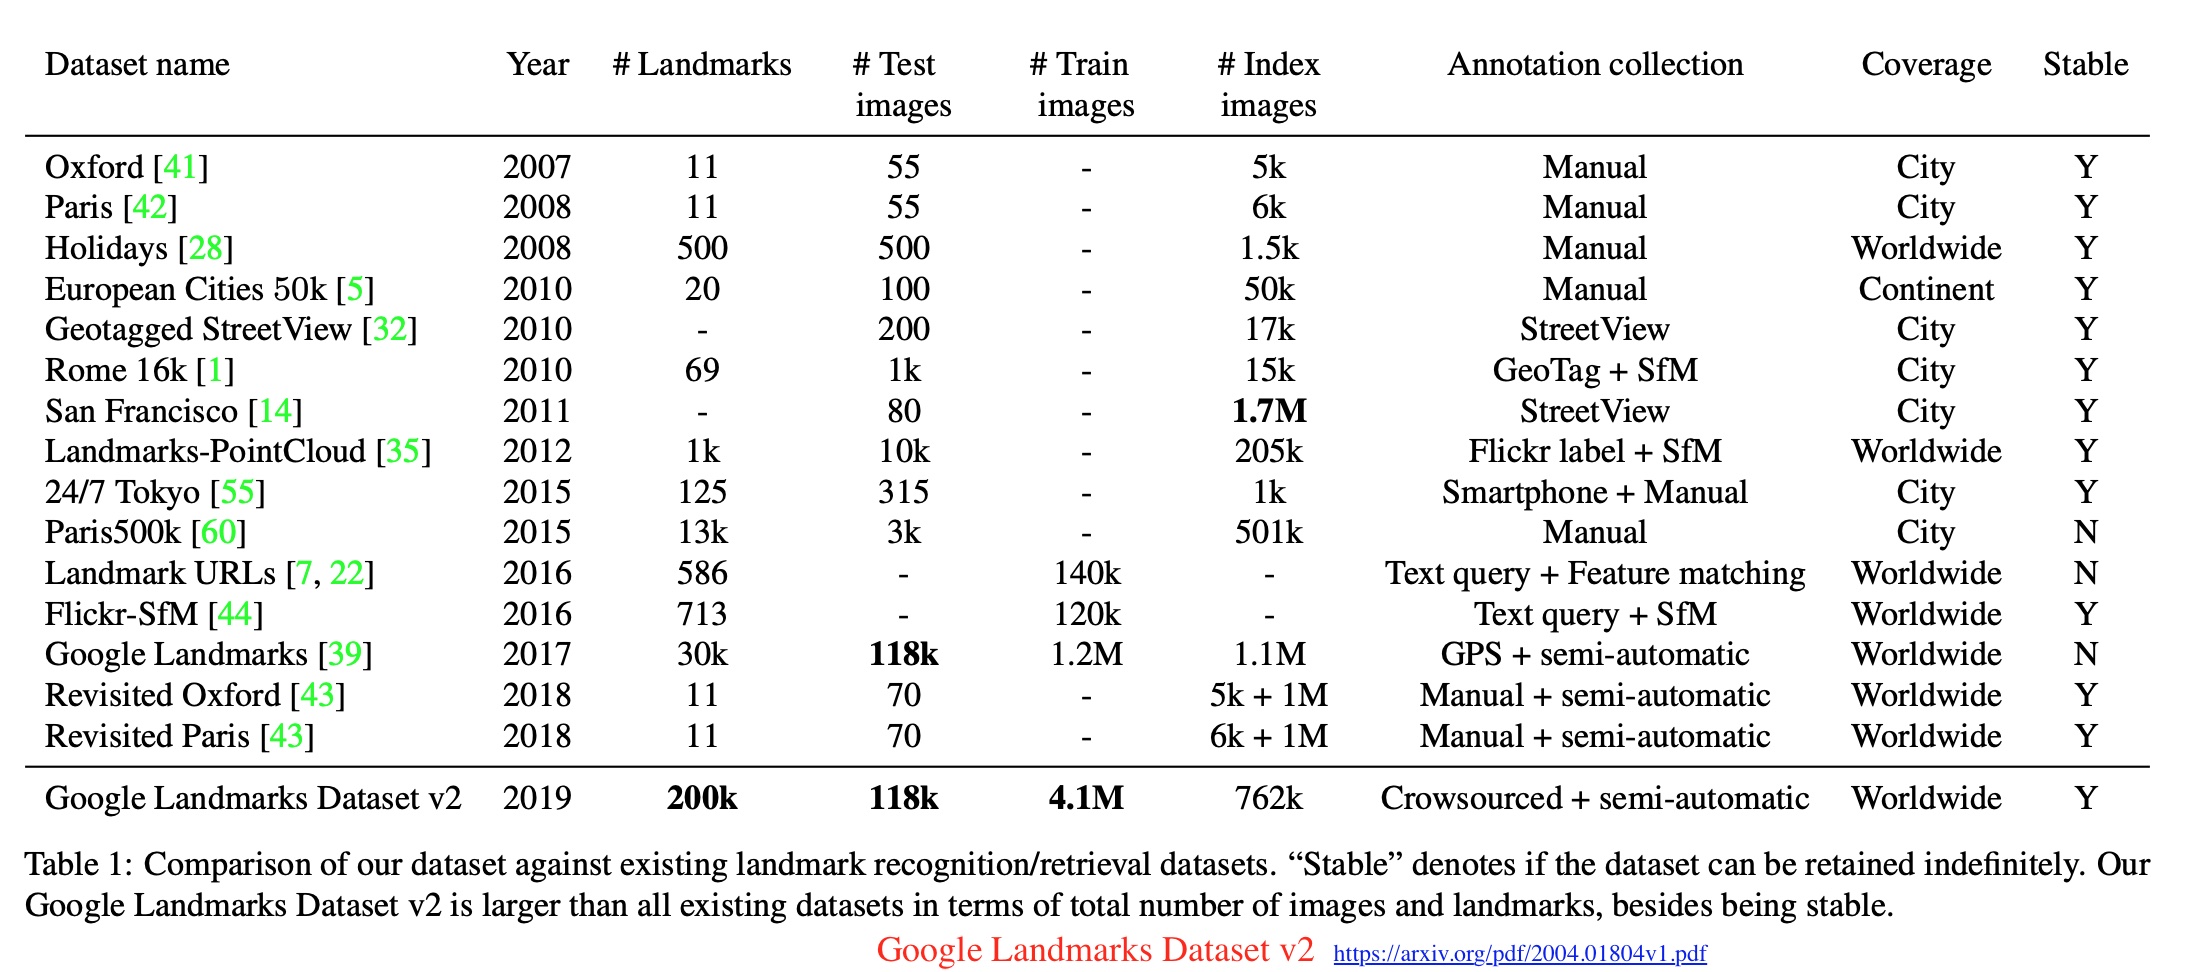 Dataset name Year # Landmarks # Test images # Train images # Index images Annotation collection Coverage Stable
Oxford [41] 2007 11 55 - 5k Manual City Y
Paris [42] 2008 11 55 - 6k Manual City Y
Holidays [28] 2008 500 500 - 1.5k Manual Worldwide Y
European Cities 50k [5] 2010 20 100 - 50k Manual Continent Y
Geotagged StreetView [32] 2010 - 200 - 17k StreetView City Y
Rome 16k [1] 2010 69 1k - 15k GeoTag + SfM City Y
San Francisco [14] 2011 - 80 - 1.7M StreetView City Y
Landmarks-PointCloud [35] 2012 1k 10k - 205k Flickr label + SfM Worldwide Y
24/7 Tokyo [55] 2015 125 315 - 1k Smartphone + Manual City Y
Paris500k [60] 2015 13k 3k - 501k Manual City N
Landmark URLs [7, 22] 2016 586 - 140k - Text query + Feature matching Worldwide N
Flickr-SfM [44] 2016 713 - 120k - Text query + SfM Worldwide Y
Google Landmarks [39] 2017 30k 118k 1.2M 1.1M GPS + semi-automatic Worldwide N
Revisited Oxford [43] 2018 11 70 - 5k + 1M Manual + semi-automatic Worldwide Y
Revisited Paris [43] 2018 11 70 - 6k + 1M Manual + semi-automatic Worldwide Y
Google Landmarks Dataset v2 2019 200k 118k 4.1M 762k Crowsourced + semi-automatic Worldwide Y
Table 1: Comparison of our dataset against existing landmark recognition/retrieval datasets. “Stable” denotes if the dataset can be retained indefinitely. Our
Google Landmarks Dataset v2 is larger than all existing datasets in terms of total number of images and landmarks, besides being stable.
Google Landmarks Dataset v2 https://arxiv.org/pdf/2004.01804v1.pdf